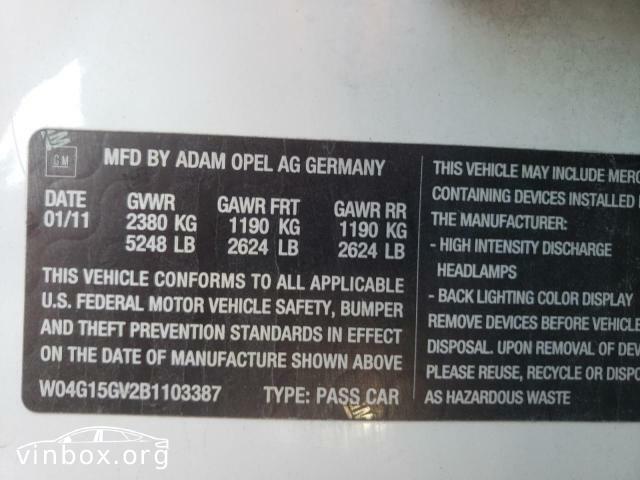 GM
MFD BY ADAM OPEL AG GERMANY
DATE GVWR GAWR FRT GAWR RR
01/11 2380 KG 1190 KG 1190 KG
5248 LB 2624 LB 2624 LB
THIS VEHICLE CONFORMS TO ALL APPLICABLE
U.S. FEDERAL MOTOR VEHICLE SAFETY, BUMPER
AND THEFT PREVENTION STANDARDS IN EFFECT
ON THE DATE OF MANUFACTURE SHOWN ABOVE
W04G15GV2B1103387 TYPE: PASS CAR
THIS VEHICLE MAY INCLUDE MERC
CONTAINING DEVICES INSTALLED
THE MANUFACTURER:
- HIGH INTENSITY DISCHARGE
HEADLAMPS
- BACK LIGHTING COLOR DISPLAY
REMOVE DEVICES BEFORE VEHICLE
DISPOSAL. UPON REMOVAL OF DEV
PLEASE REUSE, RECYCLE OR DISP
AS HAZARDOUS WASTE
vinbox.org